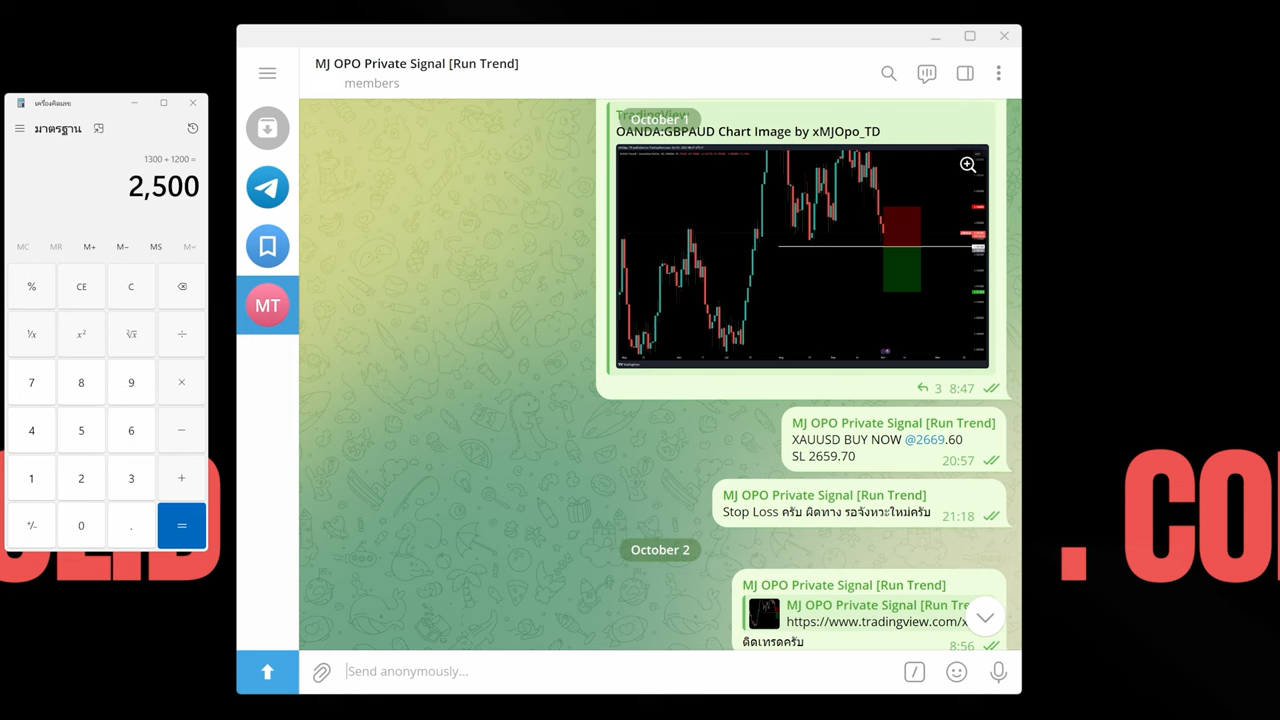 MJ OPO Private Signal [Run Trend]
members
เครื่องคิดเลข
มาตรฐาน
1300 + 1200 =
2,500
MC MR M+ M− MS M˅
% CE C
⅟x x² ²√x ÷
7 8 9 ×
4 5 6 −
1 2 3 +
+/− 0 . =
MT
TradingView
October 1
OANDA:GBPAUD Chart Image by xMJOpo_TD
3 8:47
MJ OPO Private Signal [Run Trend]
XAUUSD BUY NOW @2669.60
SL 2659.70
20:57
MJ OPO Private Signal [Run Trend]
Stop Loss ครับ ผิดทาง รอจังหวะใหม่ครับ
21:18
October 2
MJ OPO Private Signal [Run Trend]
MJ OPO Private Signal [Run Tre
https://www.tradingview.com/x
ติดเทรดครับ
8:56
Send anonymously...
. CO